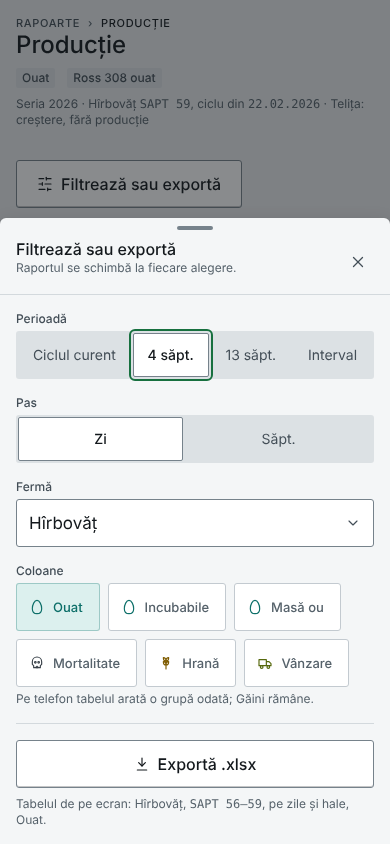 RAPOARTE › PRODUCȚIE
Producție
Ouat Ross 308 ouat
Seria 2026 · Hîrbovăț SAPT 59, ciclu din 22.02.2026 · Telița:
creștere, fără producție
Filtrează sau exportă
Filtrează sau exportă
Raportul se schimbă la fiecare alegere.
Perioadă
Ciclul curent 4 săpt. 13 săpt. Interval
Pas
Zi Săpt.
Fermă
Hîrbovăț
Coloane
Ouat Incubabile Masă ou
Mortalitate Hrană Vânzare
Pe telefon tabelul arată o grupă odată; Găini rămâne.
Exportă .xlsx
Tabelul de pe ecran: Hîrbovăț, SAPT 56–59, pe zile și hale,
Ouat.